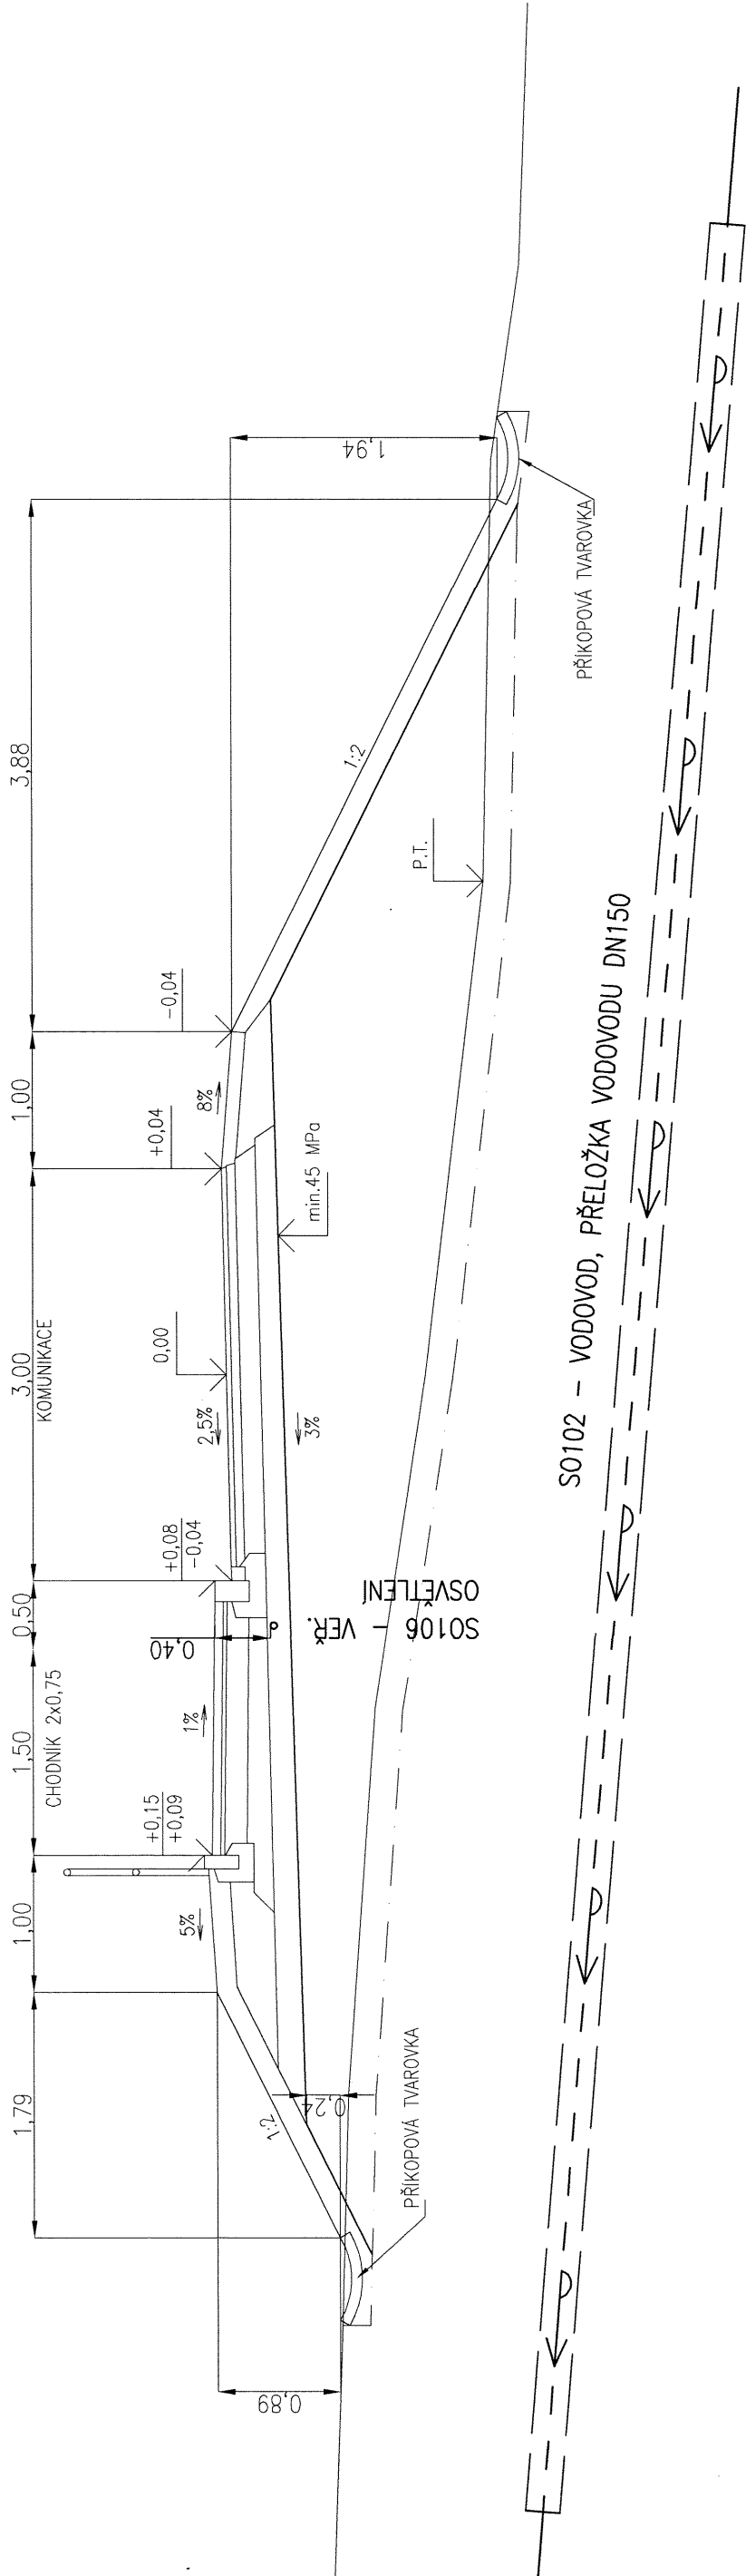 1,79
1,00
1,50
0,50
3,00
1,00
3,88
CHODNÍK 2x0,75
KOMUNIKACE
+0,15
+0,09
+0,08
-0,04
0,00
+0,04
-0,04
5%
1%
2,5%
8%
0,40
3%
min.45 MPa
1:2
1:2
0,89
0,24
1,94
SO106 - VEŘ.
OSVĚTLENÍ
P.T.
PŘÍKOPOVÁ TVAROVKA
PŘÍKOPOVÁ TVAROVKA
SO102 - VODOVOD, PŘELOŽKA VODOVODU DN150